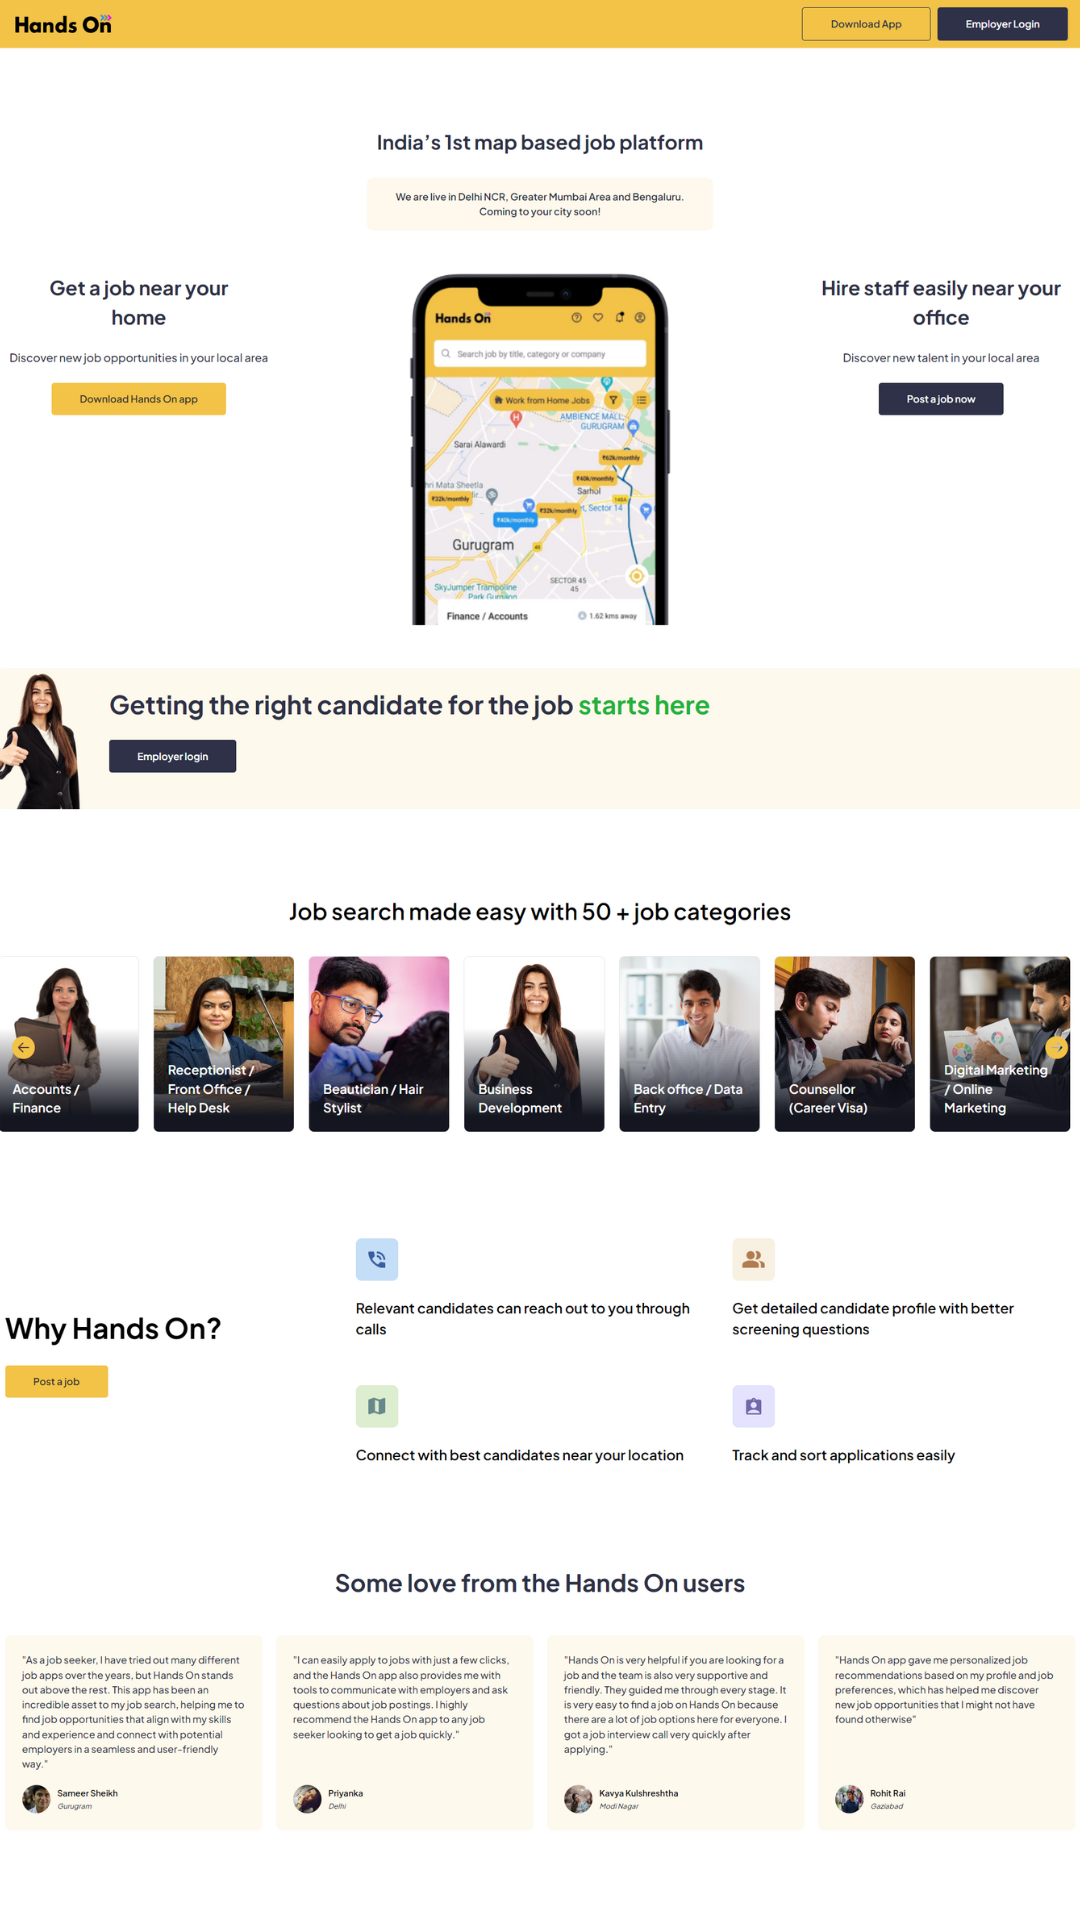 Hands On
Download App
Employer Login
India's 1st map based job platform
We are live in Delhi NCR, Greater Mumbai Area and Bengaluru.
Coming to your city soon!
Get a job near your
home
Discover new job opportunities in your local area
Download Hands On app
Hands On
Search job by title, category or company
Work from Home Jobs
AMBIENCE MALL,
GURUGRAM
Sarai Alawardi
₹62k/monthly
₹40k/monthly
hri Mata Sheetla
Sarhol
₹32k/monthly
148A
₹32k/monthly
Sector 14
₹40k/monthly
Gurugram
48
SECTOR 45
45
SkyJumper Trampoline
Park Gurgaon
Finance / Accounts
1.62 kms away
Hire staff easily near your
office
Discover new talent in your local area
Post a job now
Getting the right candidate for the job starts here
Employer login
Job search made easy with 50 + job categories
Accounts /
Finance
Receptionist /
Front Office /
Help Desk
Beautician / Hair
Stylist
Business
Development
Back office / Data
Entry
Counsellor
(Career Visa)
Digital Marketing
/ Online
Marketing
Why Hands On?
Post a job
Relevant candidates can reach out to you through
calls
Get detailed candidate profile with better
screening questions
Connect with best candidates near your location
Track and sort applications easily
Some love from the Hands On users
"As a job seeker, I have tried out many different
job apps over the years, but Hands On stands
out above the rest. This app has been an
incredible asset to my job search, helping me to
find job opportunities that align with my skills
and experience and connect with potential
employers in a seamless and user-friendly
way."
Sameer Sheikh
Gurugram
"I can easily apply to jobs with just a few clicks,
and the Hands On app also provides me with
tools to communicate with employers and ask
questions about job postings. I highly
recommend the Hands On app to any job
seeker looking to get a job quickly."
Priyanka
Delhi
"Hands On is very helpful if you are looking for a
job and the team is also very supportive and
friendly. They guided me through every stage. It
is very easy to find a job on Hands On because
there are a lot of job options here for everyone. I
got a job interview call very quickly after
applying."
Kavya Kulshreshtha
Modi Nagar
"Hands On app gave me personalized job
recommendations based on my profile and job
preferences, which has helped me discover
new job opportunities that I might not have
found otherwise"
Rohit Rai
Gaziabad